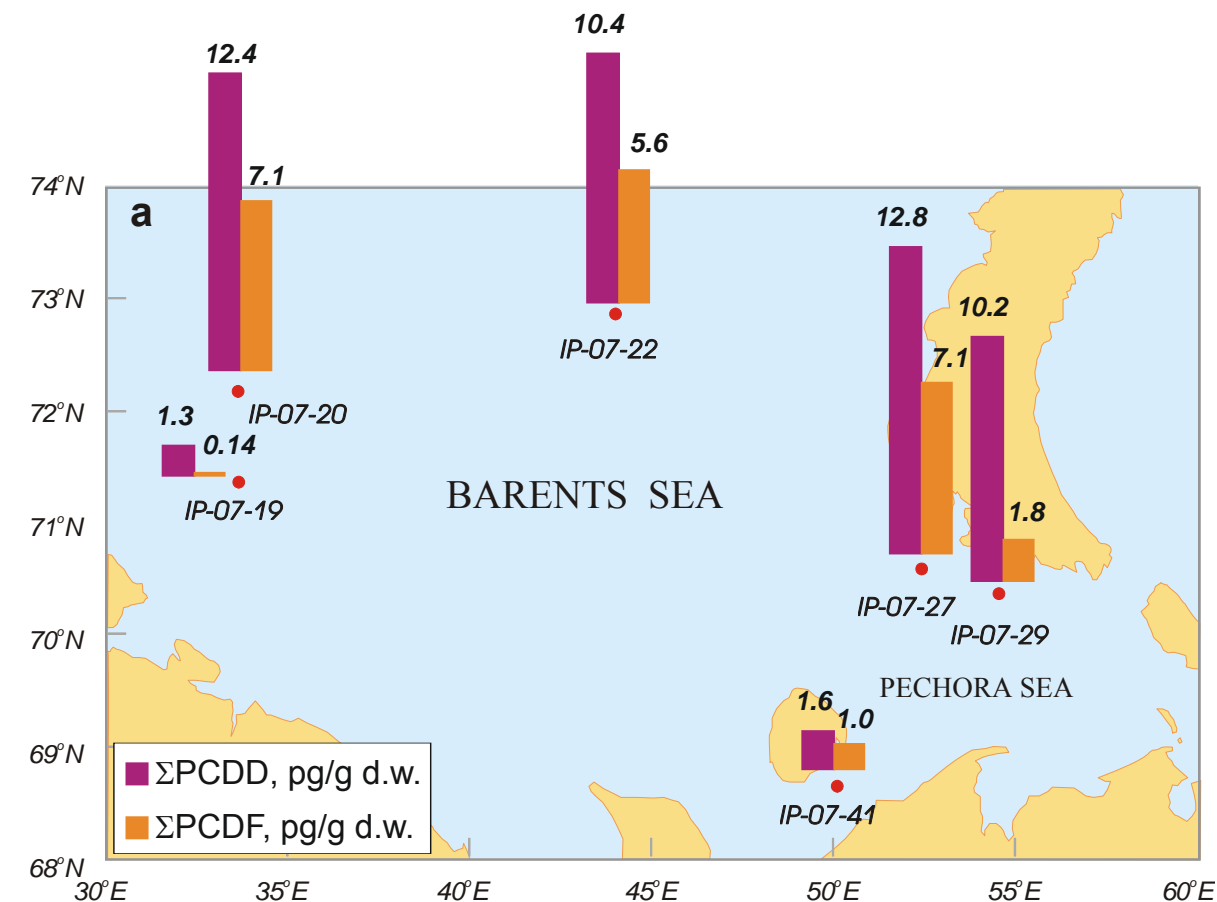 10.4
12.4
5.6
7.1
74°N
a
12.8
73°N
10.2
IP-07-22
7.1
72°N
1.3
IP-07-20
0.14
BARENTS SEA
IP-07-19
1.8
71°N
IP-07-27
70°N
IP-07-29
PECHORA SEA
1.6
1.0
69°N
ΣPCDD, pg/g d.w.
IP-07-41
ΣPCDF, pg/g d.w.
68°N
30°E 35°E 40°E 45°E 50°E 55°E 60°E